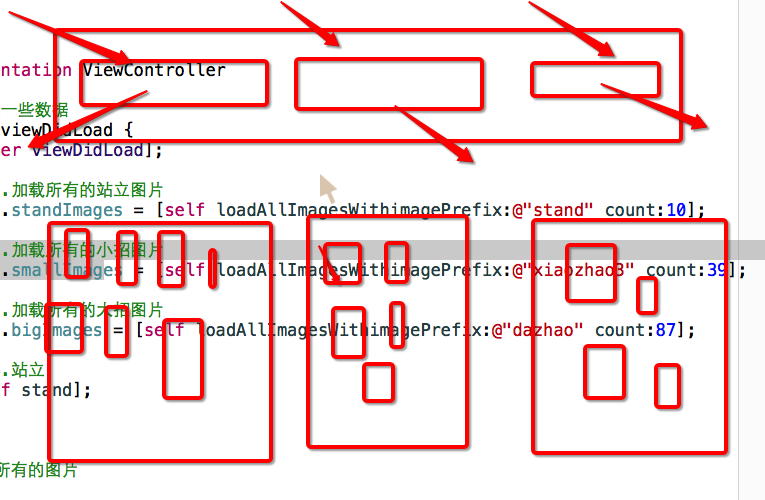 ntation ViewController
一些数据
viewDidLoad {
er viewDidLoad];
.加载所有的站立图片
.standImages = [self loadAllImagesWithimagePrefix:@"stand" count:10];
.加载所有的小招图片
.smallImages = [self loadAllImagesWithimagePrefix:@"xiaozhao3" count:39];
.加载所有的大招图片
.bigImages = [self loadAllImagesWithimagePrefix:@"dazhao" count:87];
.站立
f stand];
所有的图片